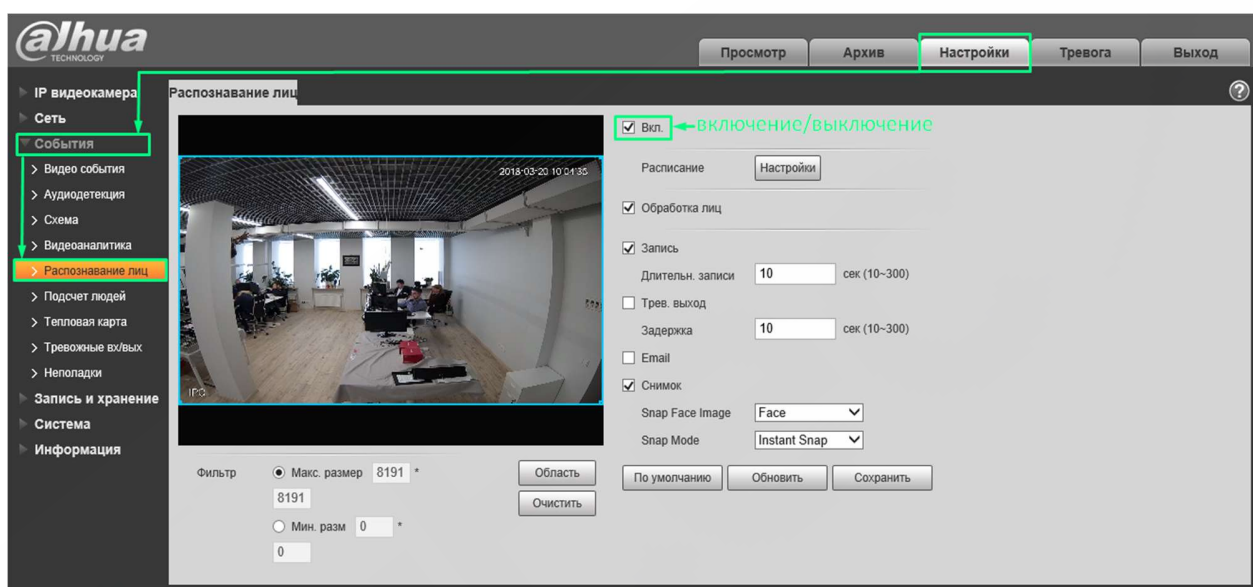 alhua
TECHNOLOGY
Просмотр
Архив
Настройки
Тревога
Выход
IP видеокамера
Сеть
События
Видео события
Аудиодетекция
Схема
Видеоаналитика
Распознавание лиц
Подсчет людей
Тепловая карта
Тревожные вх/вых
Неполадки
Запись и хранение
Система
Информация
Распознавание лиц
?
2018-03-20 10:04:35
IPC
Фильтр Макс. размер 8191 *
8191
Мин. разм 0 *
0
Область
Очистить
Вкл. включение/выключение
Расписание Настройки
Обработка лиц
Запись
Длительн. записи 10 сек (10~300)
Трев. выход
Задержка 10 сек (10~300)
Email
Снимок
Snap Face Image Face
Snap Mode Instant Snap
По умолчанию Обновить Сохранить